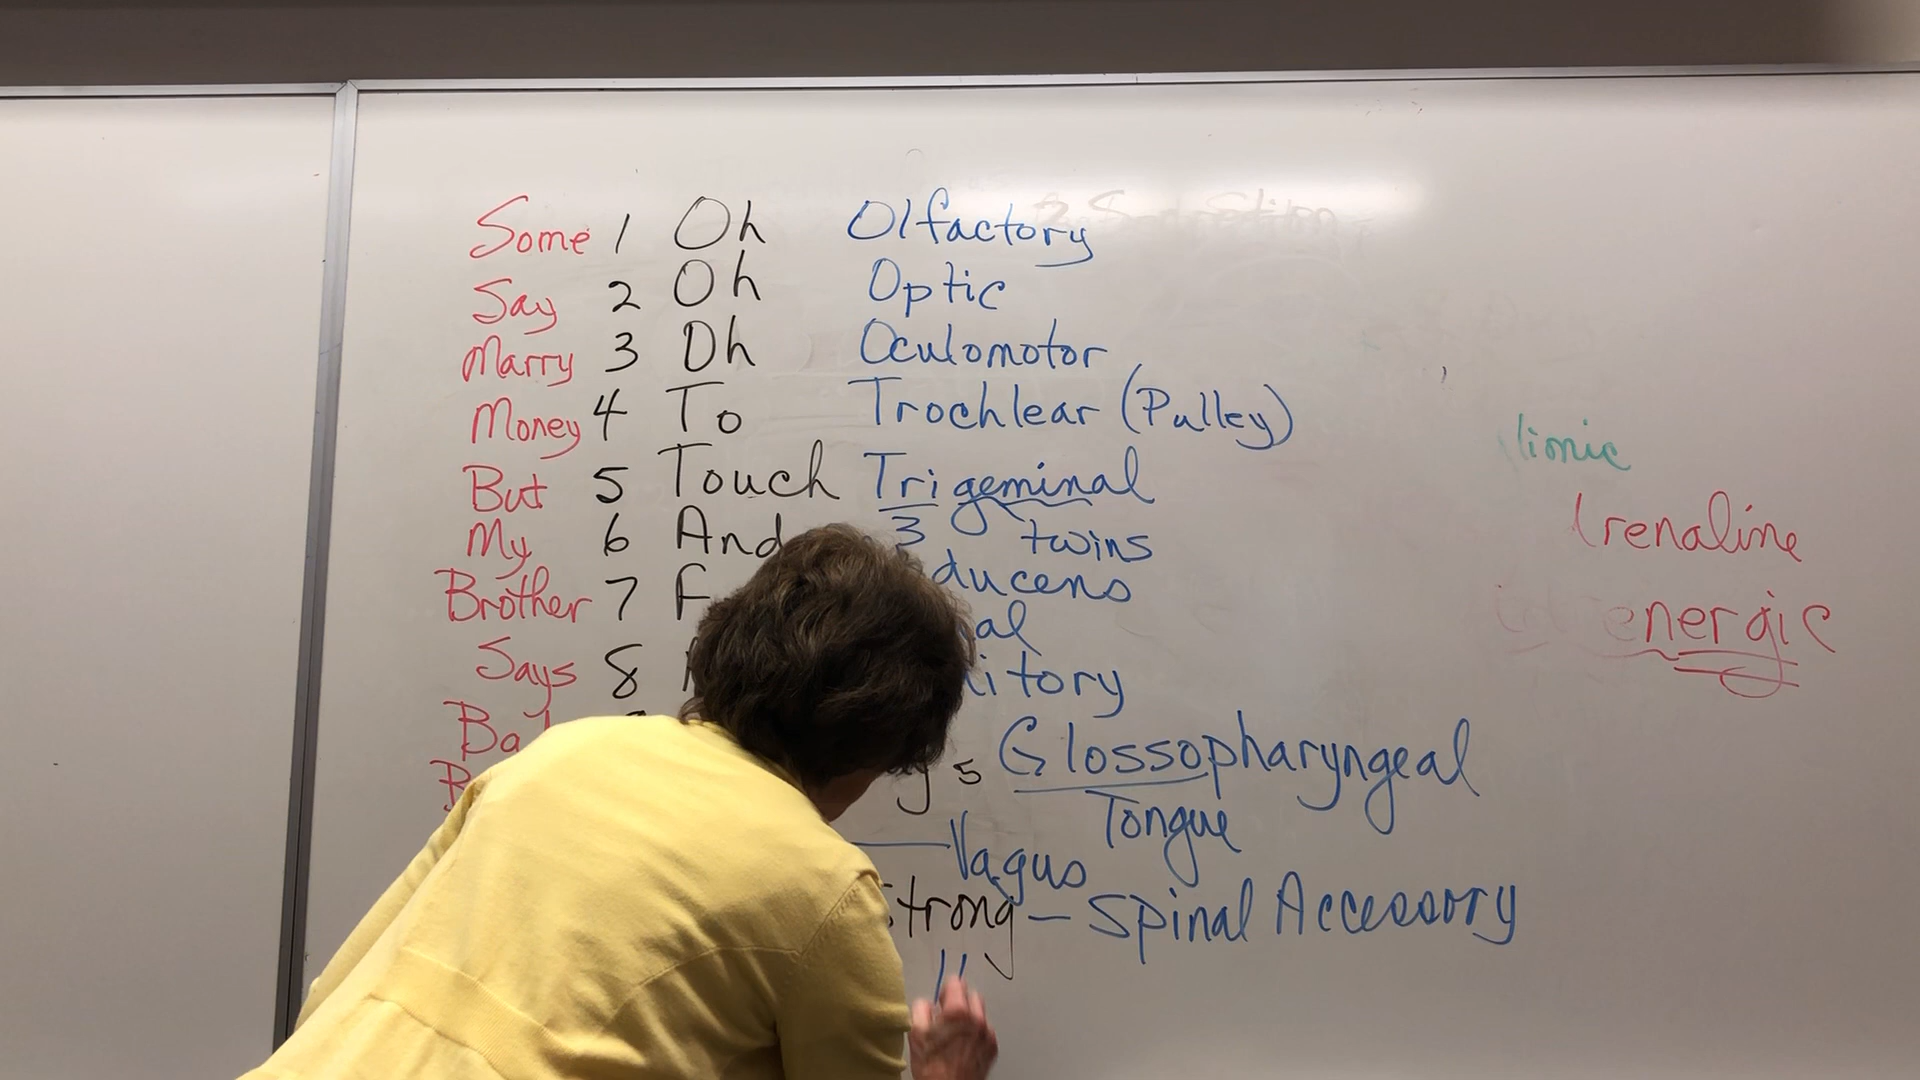 Some 1 Oh Olfactory
Say 2 Oh Optic
Marry 3 Oh Oculomotor
Money 4 To Trochlear (Pulley)
But 5 Touch Trigeminal
3 twins
My 6 And ducens
Brother 7 F al
Says 8 itory
Ba g 5 Glossopharyngeal
Tongue
B Vagus
Strong - Spinal Accessory
lionic
renaline
energic